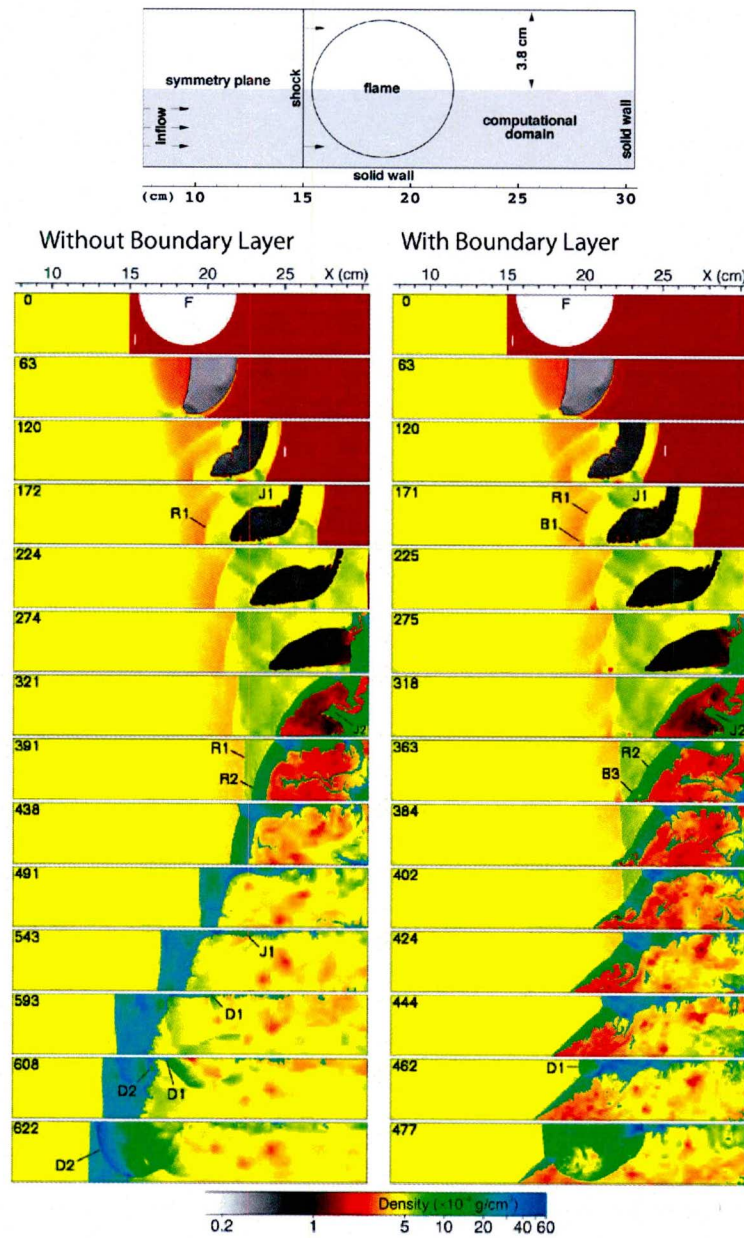 3.8 cm
symmetry plane
shock
flame
Inflow
computational
domain
solid wall
solid wall
(cm) 10 15 20 25 30
Without Boundary Layer With Boundary Layer
10 15 20 25 X (cm)
10 15 20 25 X (cm)
0 F
0 F
63
63
120
120
172 J1
R1
171 R1 J1
B1
224
225
274
275
321
318 J2
391 R1
R2
363 R2
B3
438
384
491
402
543 J1
424
593 D1
444
608 D2 D1
462 D1
622 D2
477
Density
g/cm
0.2 1 5 10 20 40 60